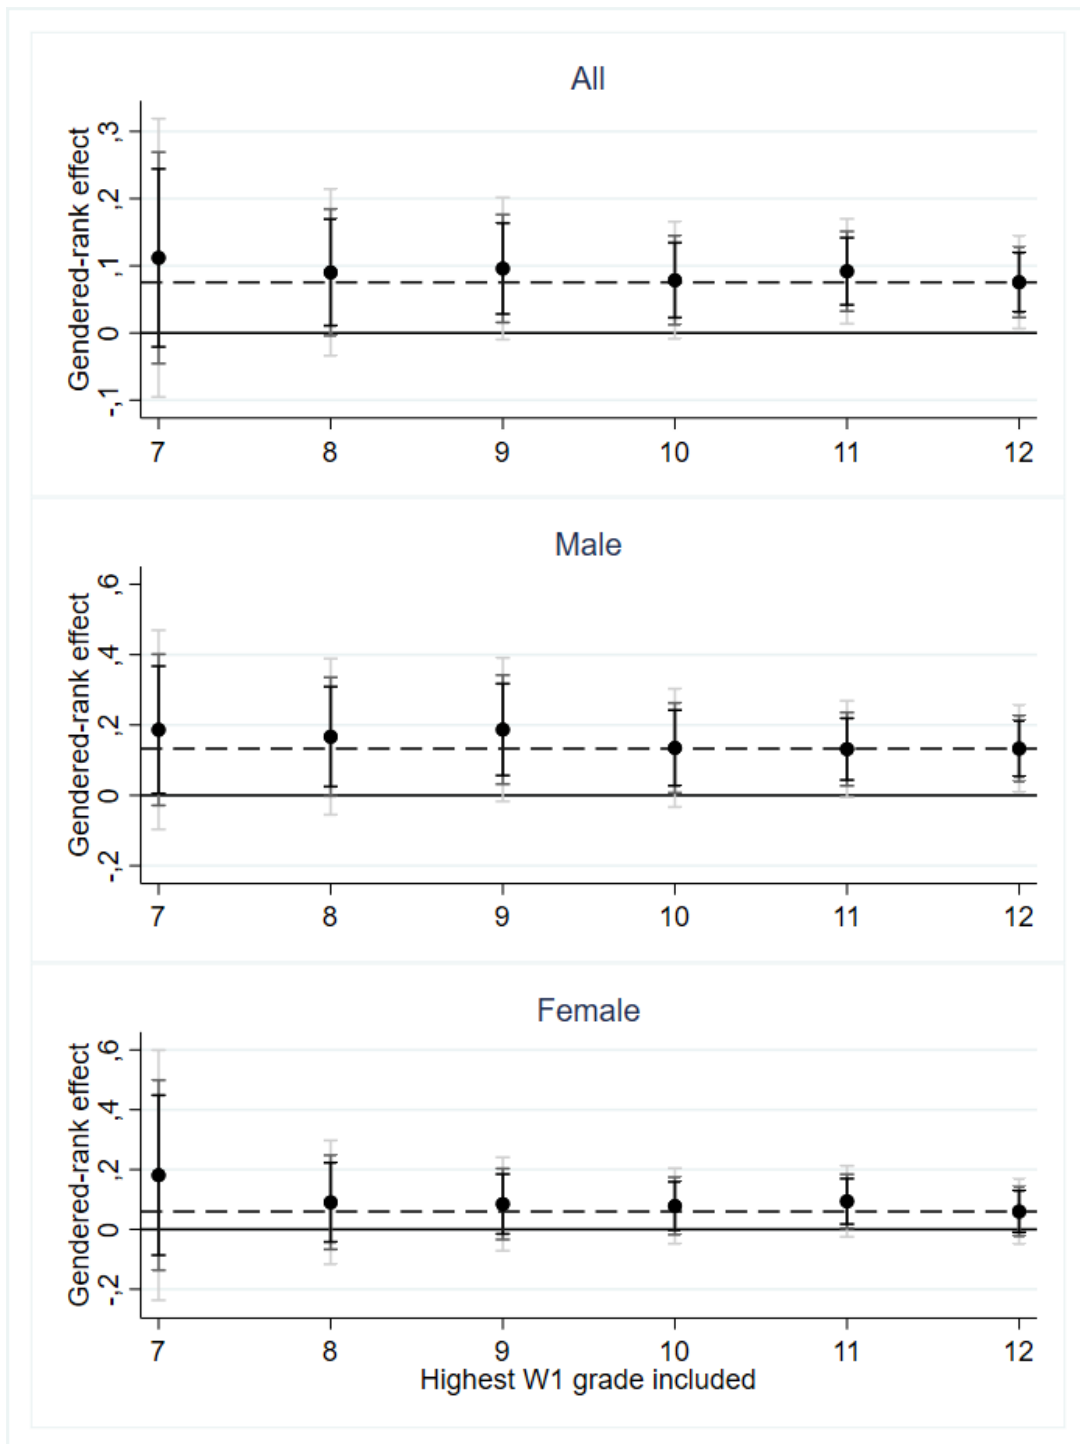 All
Gendered-rank effect
,3
,2
,1
0
-,1
7 8 9 10 11 12
Male
Gendered-rank effect
,6
,4
,2
0
-,2
7 8 9 10 11 12
Female
Gendered-rank effect
,6
,4
,2
0
-,2
7 8 9 10 11 12
Highest W1 grade included